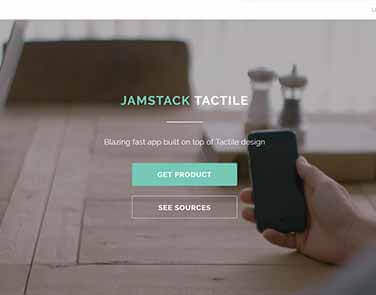 JAMSTACK TACTILE
Blazing fast app built on top of Tactile design
GET PRODUCT
SEE SOURCES